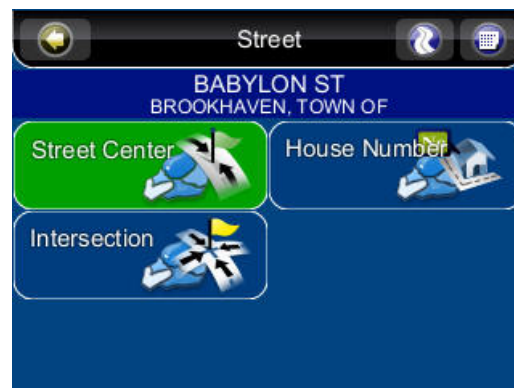 Street
BABYLON ST
BROOKHAVEN, TOWN OF
Street Center
House Number
Intersection